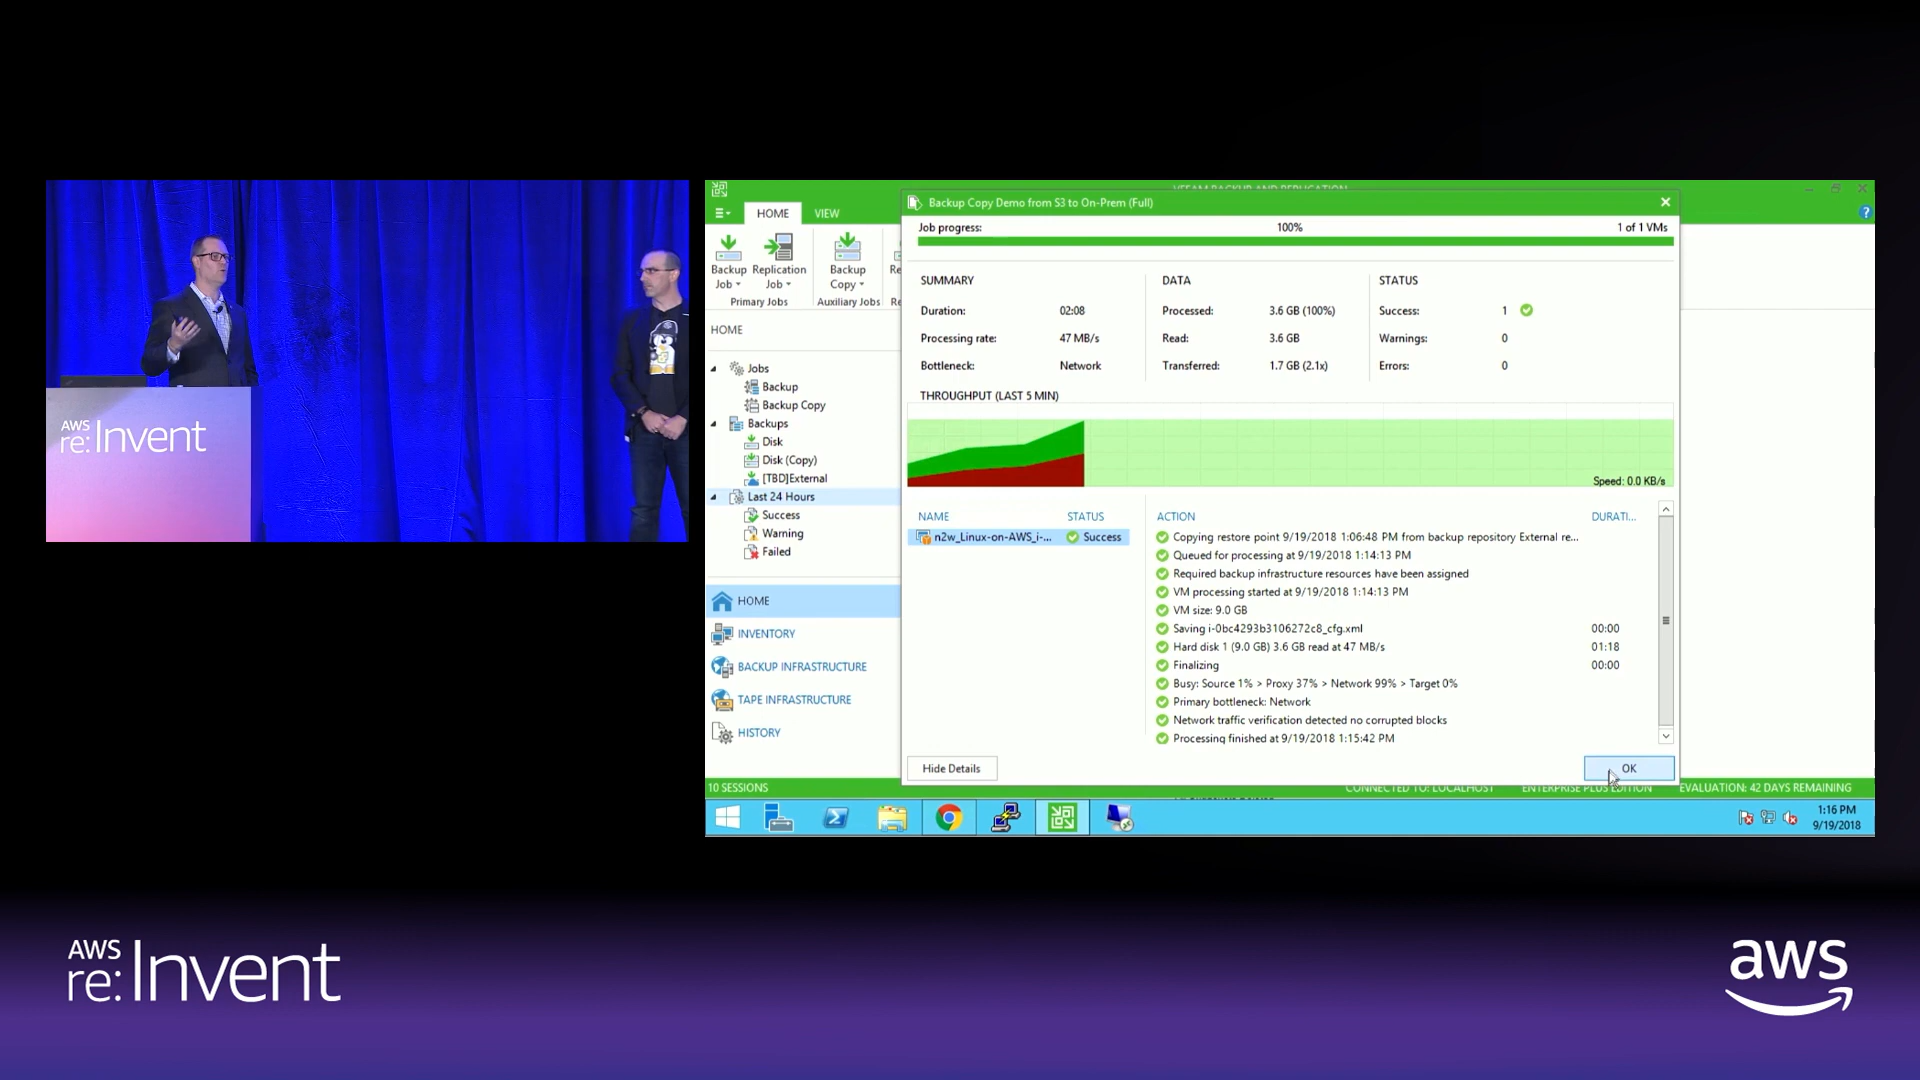 AWS
re:Invent
VEEAM BACKUP AND REPLICATION
HOME VIEW
Backup Job
Replication Job
Backup Copy
Re
Primary Jobs
Auxiliary Jobs
Re
HOME
Jobs
Backup
Backup Copy
Backups
Disk
Disk (Copy)
[TBD]External
Last 24 Hours
Success
Warning
Failed
HOME
INVENTORY
BACKUP INFRASTRUCTURE
TAPE INFRASTRUCTURE
HISTORY
Backup Copy Demo from S3 to On-Prem (Full)
Job progress: 100% 1 of 1 VMs
SUMMARY
Duration: 02:08
Processing rate: 47 MB/s
Bottleneck: Network
DATA
Processed: 3.6 GB (100%)
Read: 3.6 GB
Transferred: 1.7 GB (2.1x)
STATUS
Success: 1
Warnings: 0
Errors: 0
THROUGHPUT (LAST 5 MIN)
Speed: 0.0 KB/s
NAME STATUS
n2w_Linux-on-AWS_i-... Success
ACTION DURATI...
Copying restore point 9/19/2018 1:06:48 PM from backup repository External re...
Queued for processing at 9/19/2018 1:14:13 PM
Required backup infrastructure resources have been assigned
VM processing started at 9/19/2018 1:14:13 PM
VM size: 9.0 GB
Saving i-0bc4293b3106272c8_cfg.xml 00:00
Hard disk 1 (9.0 GB) 3.6 GB read at 47 MB/s 01:18
Finalizing 00:00
Busy: Source 1% > Proxy 37% > Network 99% > Target 0%
Primary bottleneck: Network
Network traffic verification detected no corrupted blocks
Processing finished at 9/19/2018 1:15:42 PM
Hide Details
OK
10 SESSIONS
CONNECTED TO: LOCALHOST ENTERPRISE PLUS EDITION EVALUATION: 42 DAYS REMAINING
1:16 PM
9/19/2018
AWS
re:Invent
aws